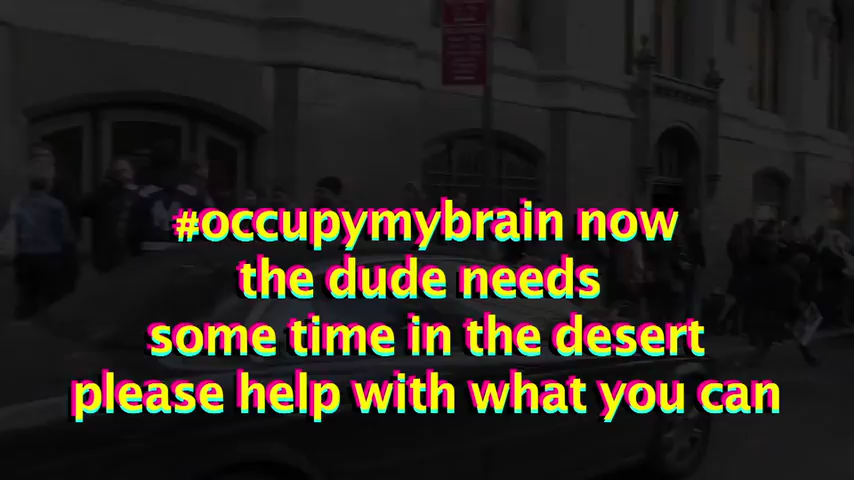 #occupymybrain now
the dude needs
some time in the desert
please help with what you can